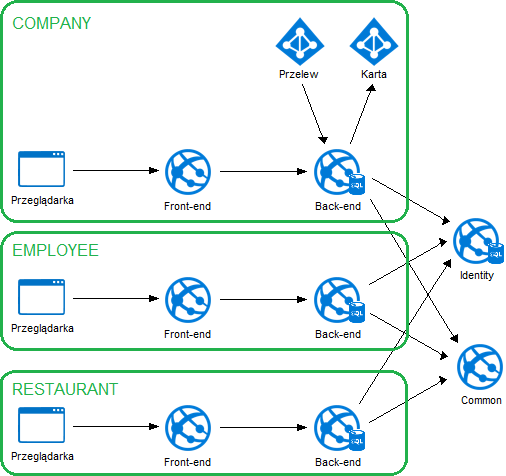 COMPANY
Przelew
Karta
Przeglądarka
Front-end
Back-end
SQL
EMPLOYEE
Identity
SQL
Przeglądarka
Front-end
Back-end
SQL
RESTAURANT
Common
Przeglądarka
Front-end
Back-end
SQL